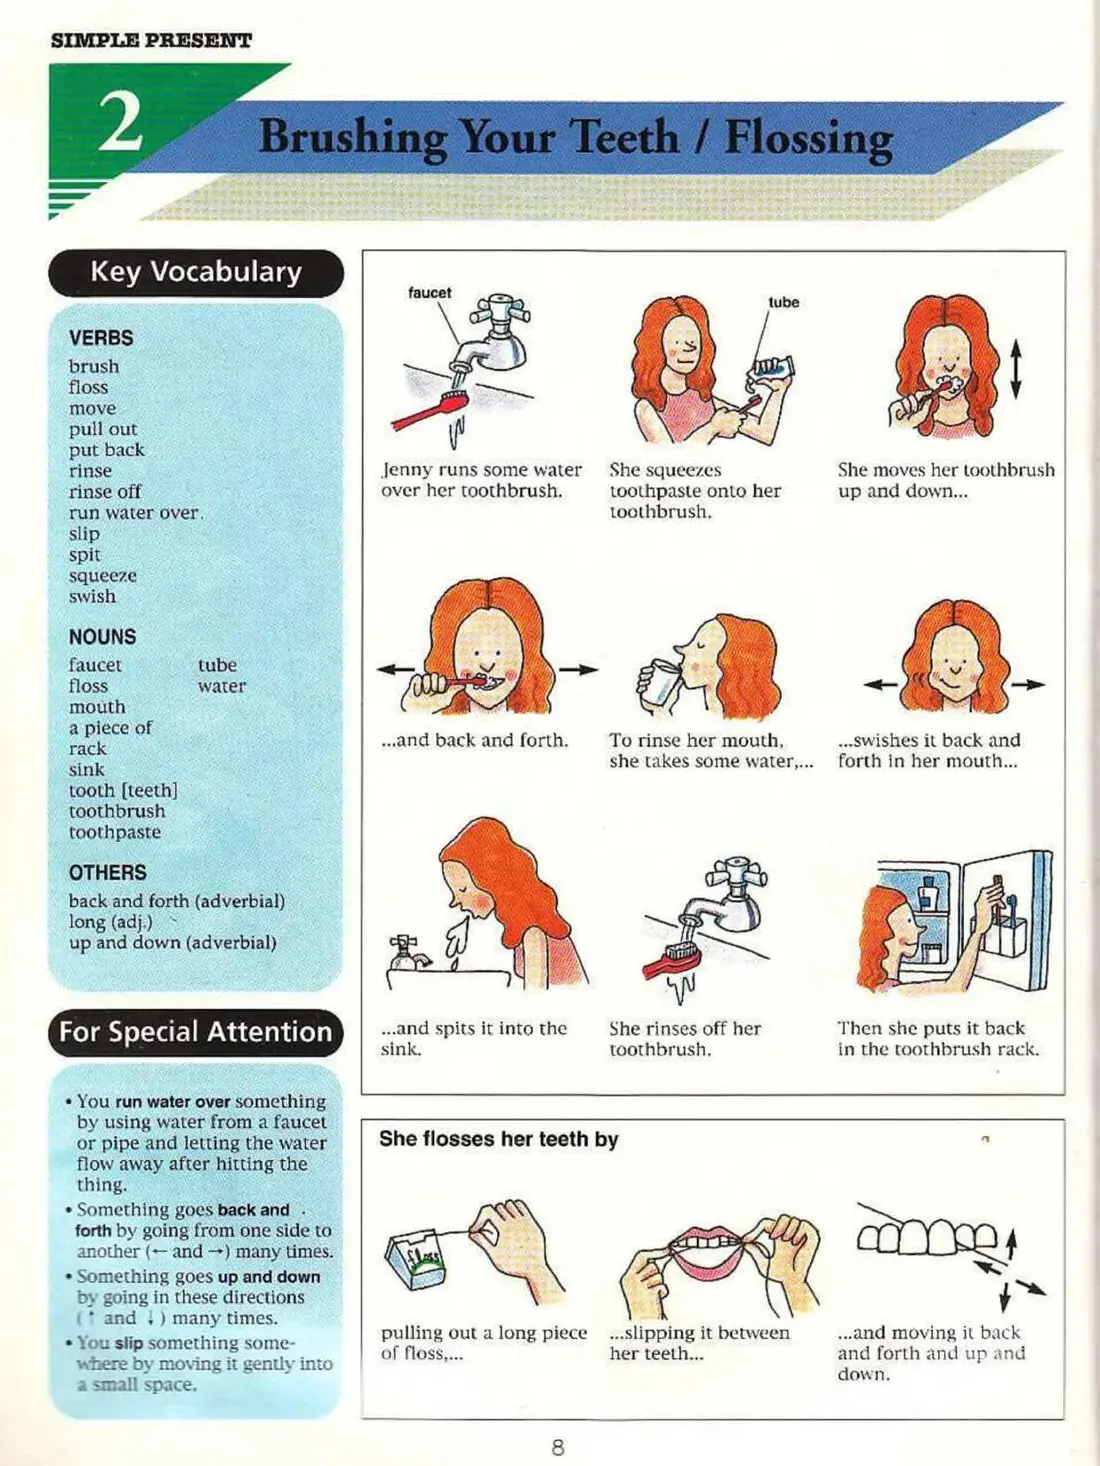 SIMPLE PRESENT
2
Brushing Your Teeth / Flossing
Key Vocabulary
VERBS
brush
floss
move
pull out
put back
rinse
rinse off
run water over.
slip
spit
squeeze
swish
NOUNS
faucet tube
floss water
mouth
a piece of
rack
sink
tooth [teeth]
toothbrush
toothpaste
OTHERS
back and forth (adverbial)
long (adj.)
up and down (adverbial)
For Special Attention
• You run water over something
by using water from a faucet
or pipe and letting the water
flow away after hitting the
thing.
• Something goes back and
forth by going from one side to
another (← and →) many times.
• Something goes up and down
by going in these directions
(↑ and ↓) many times.
• You slip something some-
where by moving it gently into
a small space.
faucet
tube
Jenny runs some water
over her toothbrush.
She squeezes
toothpaste onto her
toothbrush.
She moves her toothbrush
up and down...
...and back and forth.
To rinse her mouth,
she takes some water,...
...swishes it back and
forth in her mouth...
...and spits it into the
sink.
She rinses off her
toothbrush.
Then she puts it back
in the toothbrush rack.
She flosses her teeth by
floss
pulling out a long piece
of floss,...
...slipping it between
her teeth...
...and moving it back
and forth and up and
down.
8